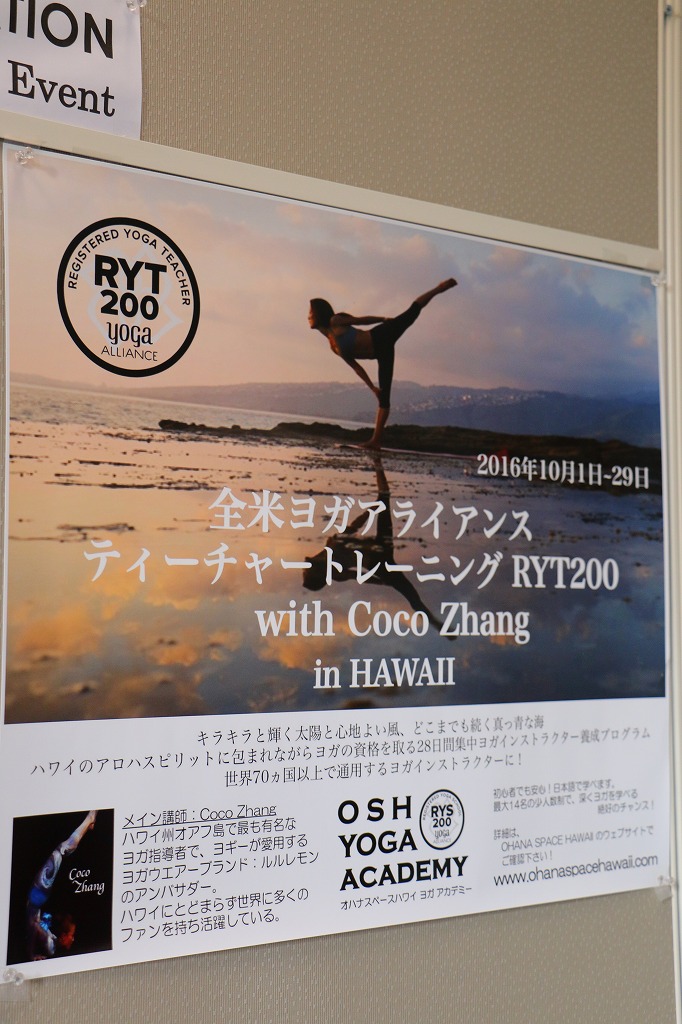 TION
Event
REGISTERED YOGA TEACHER
RYT
200
yoga
ALLIANCE
2016年10月1日~29日
全米ヨガアライアンス
ティーチャートレーニング RYT200
with Coco Zhang
in HAWAII
キラキラと輝く太陽と心地よい風、どこまでも続く真っ青な海
ハワイのアロハスピリットに包まれながらヨガの資格を取る28日間集中ヨガインストラクター養成プログラム
世界70ヵ国以上で通用するヨガインストラクターに！
Coco
Zhang
メイン講師：Coco Zhang
ハワイ州オアフ島で最も有名な
ヨガ指導者で、ヨギーが愛用する
ヨガウエアーブランド：ルルレモン
のアンバサダー。
ハワイにとどまらず世界に多くの
ファンを持ち活躍している。
OSH
YOGA
ACADEMY
REGISTERED YOGA SCHOOL
RYS
200
yoga
ALLIANCE
オハナスペースハワイ ヨガ アカデミー
初心者でも安心！日本語で学べます。
最大14名の少人数制で、深くヨガを学べる
絶好のチャンス！
詳細は、
OHANA SPACE HAWAII のウェブサイトで
ご確認下さい！
www.ohanaspacehawaii.com